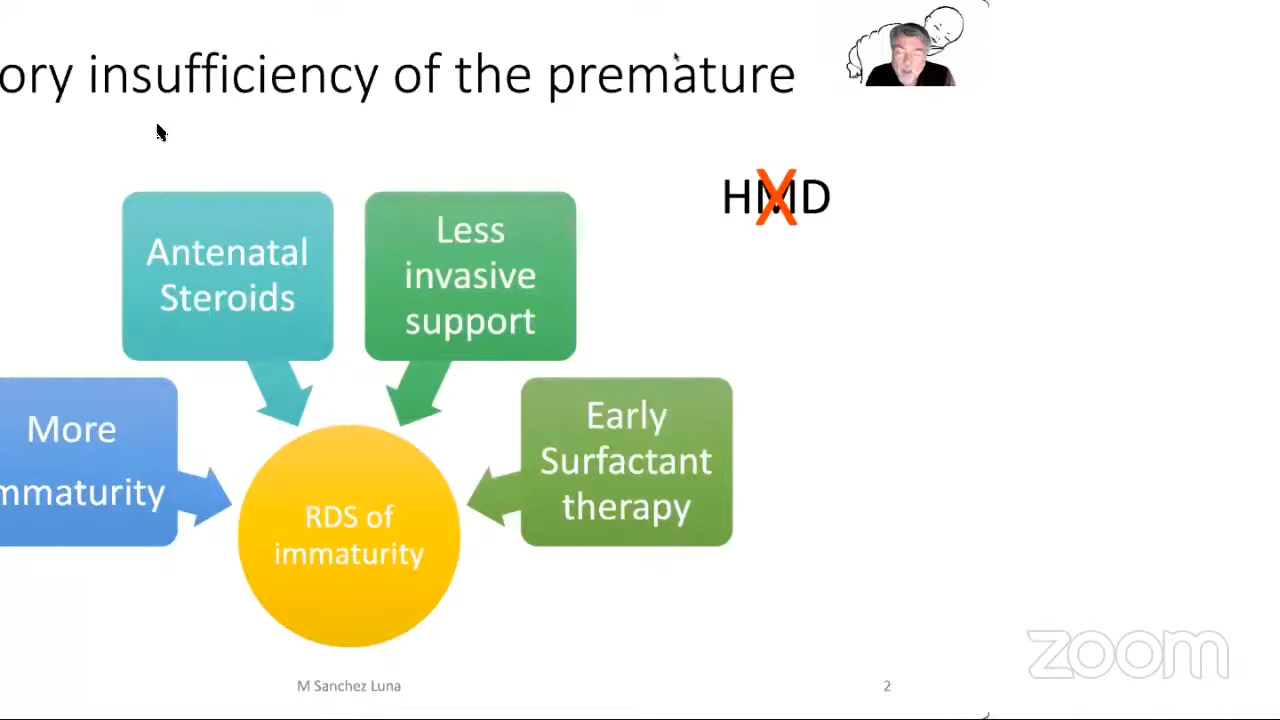 ory insufficiency of the premature
HMD
Antenatal
Steroids
Less
invasive
support
More
mmaturity
Early
Surfactant
therapy
RDS of
immaturity
M Sanchez Luna
2
zoom